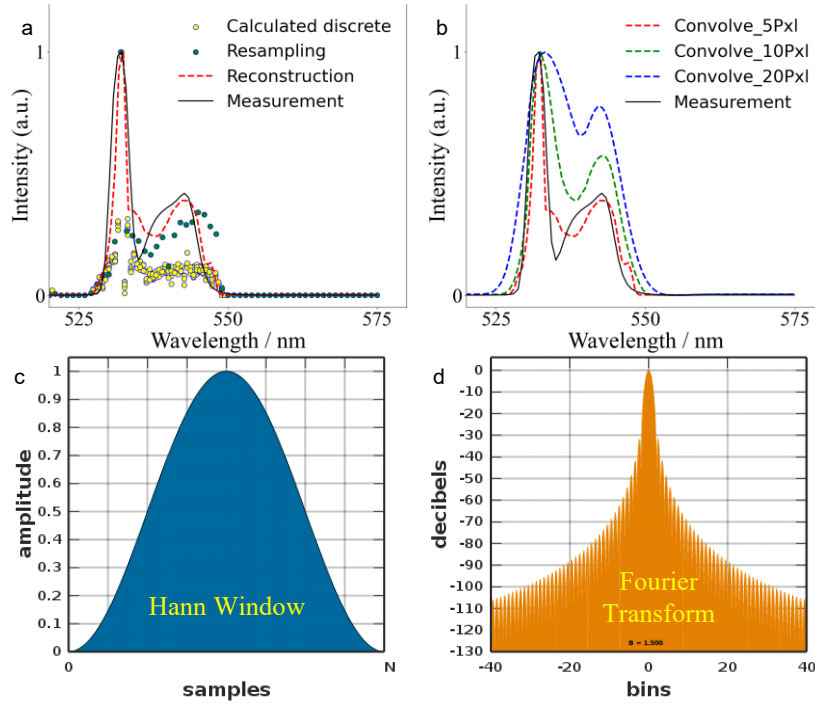 a
Calculated discrete
Resampling
Reconstruction
Measurement
Intensity (a.u.)
1
0
525
550
575
Wavelength / nm
b
Convolve_5Pxl
Convolve_10Pxl
Convolve_20Pxl
Measurement
Intensity (a.u.)
1
0
525
550
575
Wavelength / nm
c
amplitude
1
0.9
0.8
0.7
0.6
0.5
0.4
0.3
0.2
0.1
0
Hann Window
0
N
samples
d
decibels
0
-10
-20
-30
-40
-50
-60
-70
-80
-90
-100
-110
-120
-130
Fourier
Transform
B = 1.500
-40
-20
0
20
40
bins